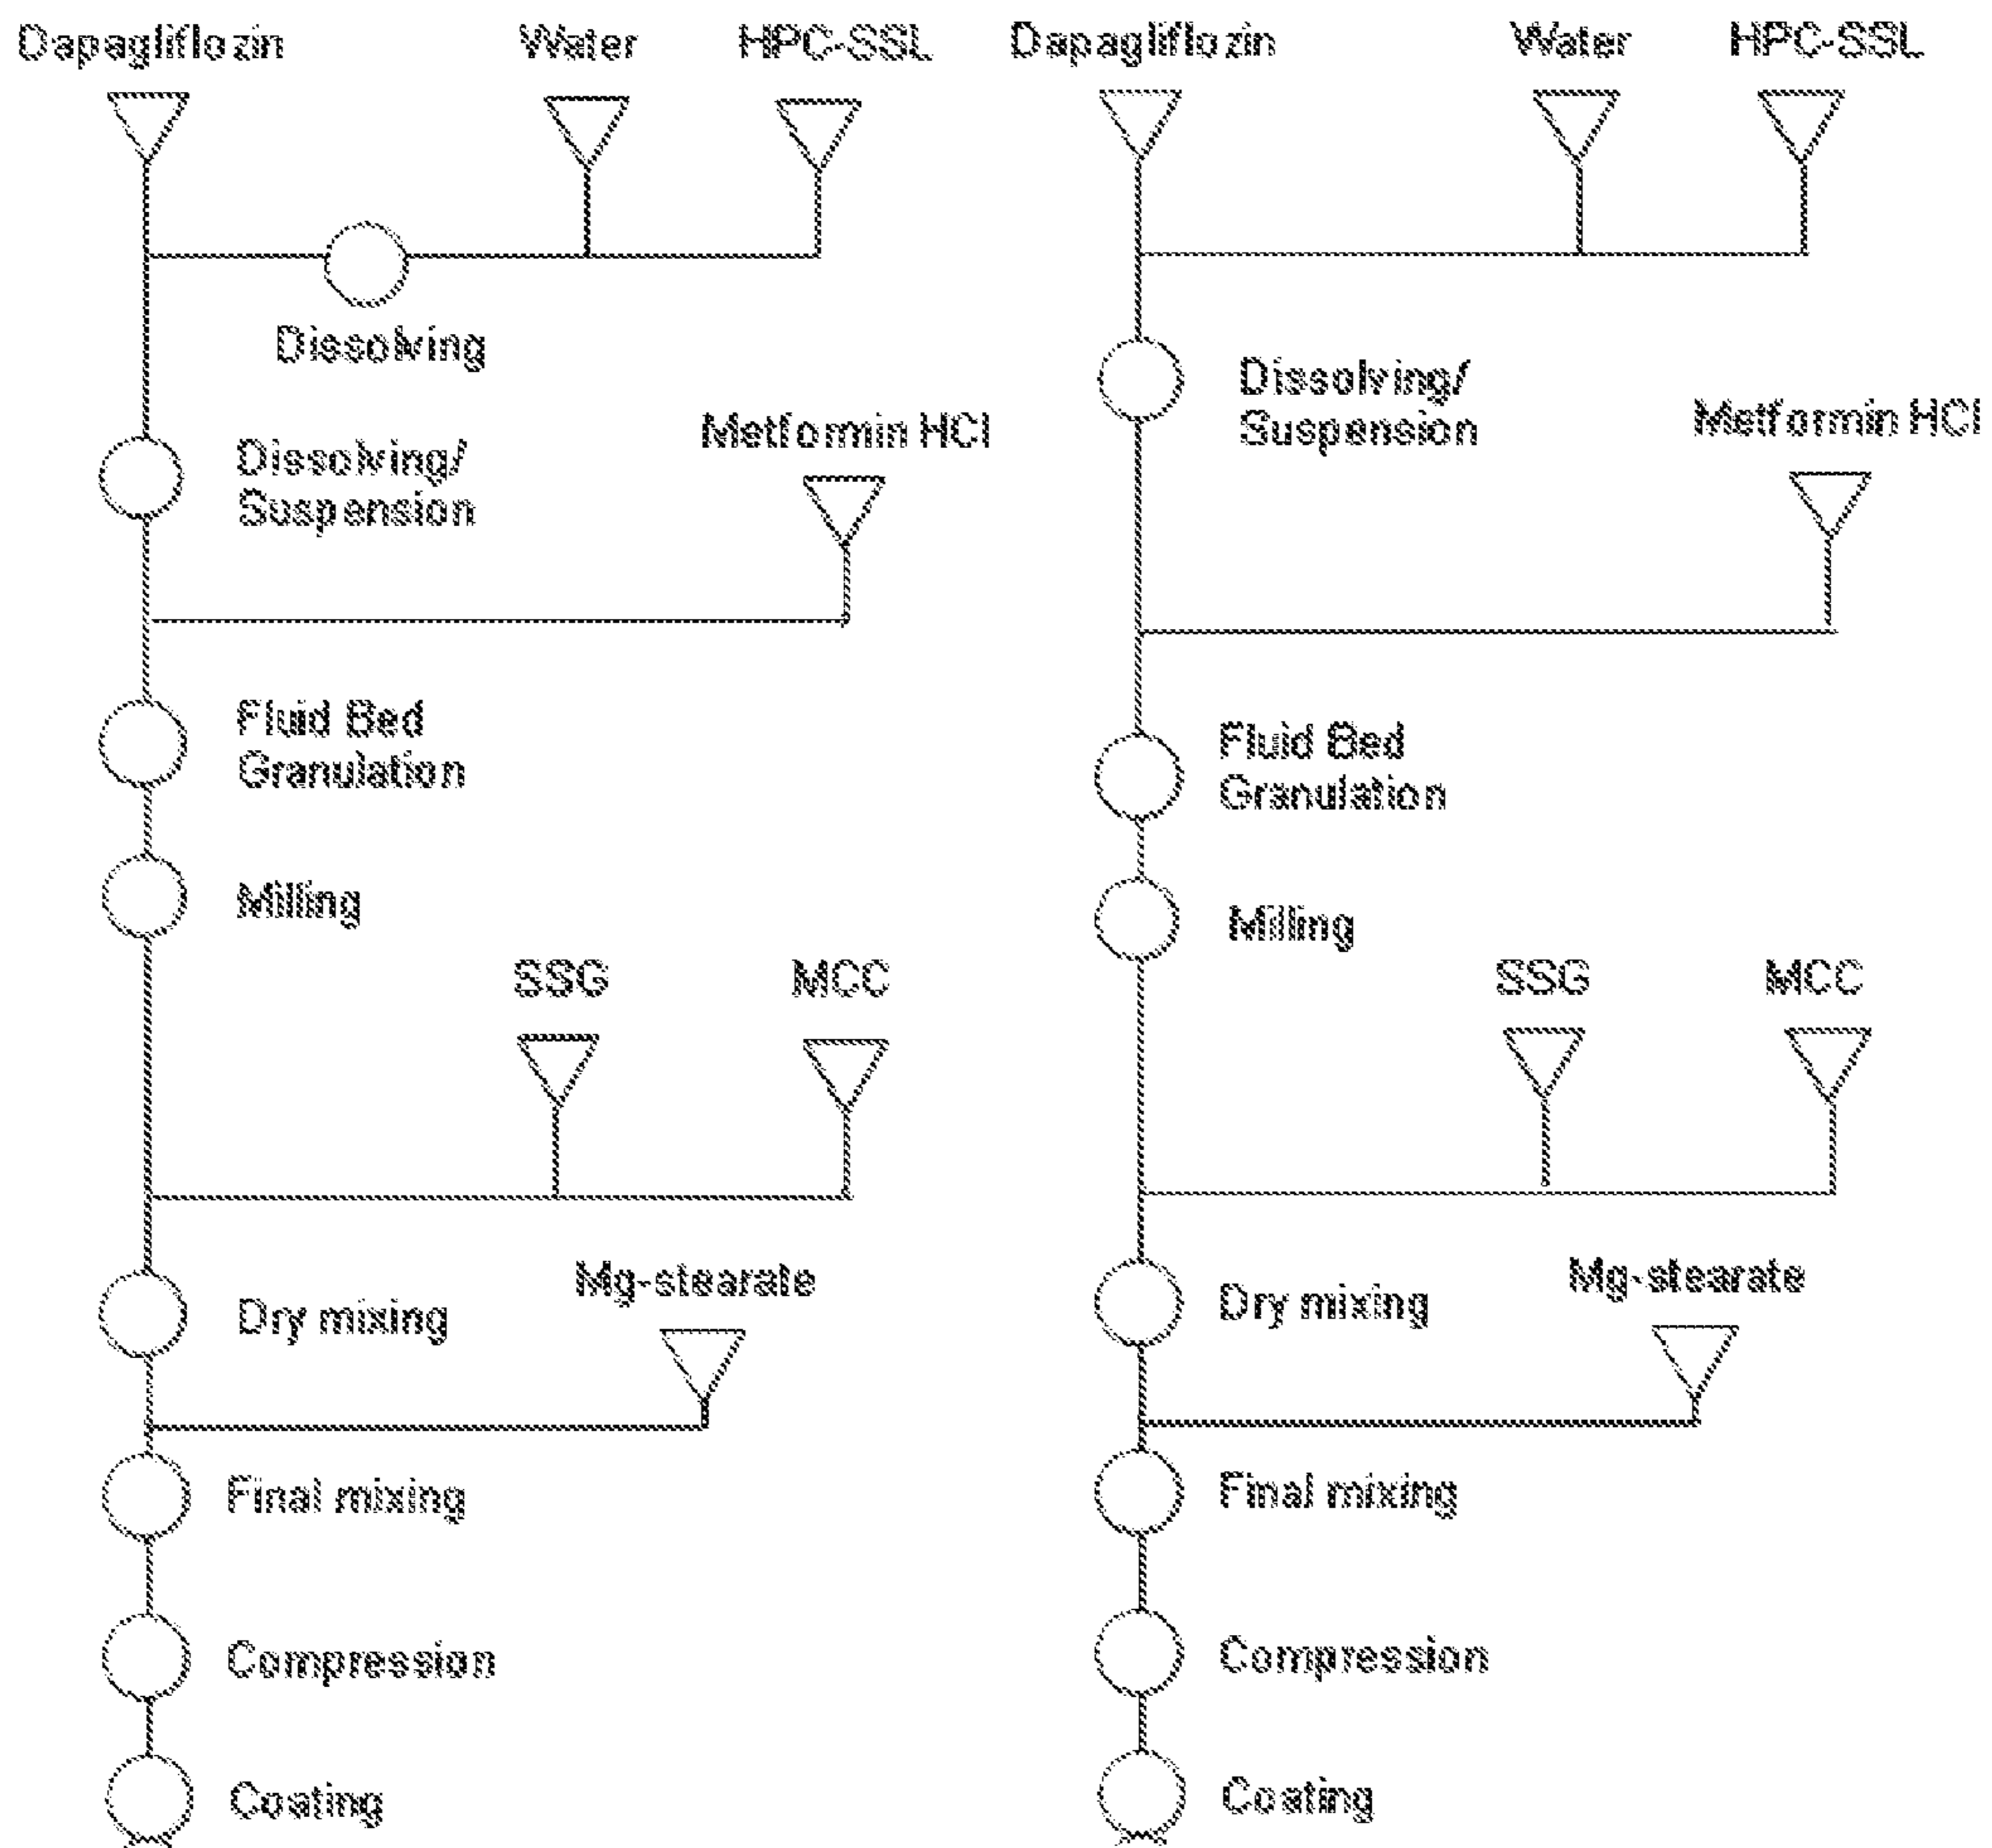 Dapagliflozin Water HPC-SSL
Dissolving
Metformin HCl
Dissolving/
Suspension
Fluid Bed
Granulation
Milling
SSG MCC
Mg-stearate
Dry mixing
Final mixing
Compression
Coating
Dapagliflozin Water HPC-SSL
Dissolving/
Suspension
Metformin HCl
Fluid Bed
Granulation
Milling
SSG MCC
Mg-stearate
Dry mixing
Final mixing
Compression
Coating